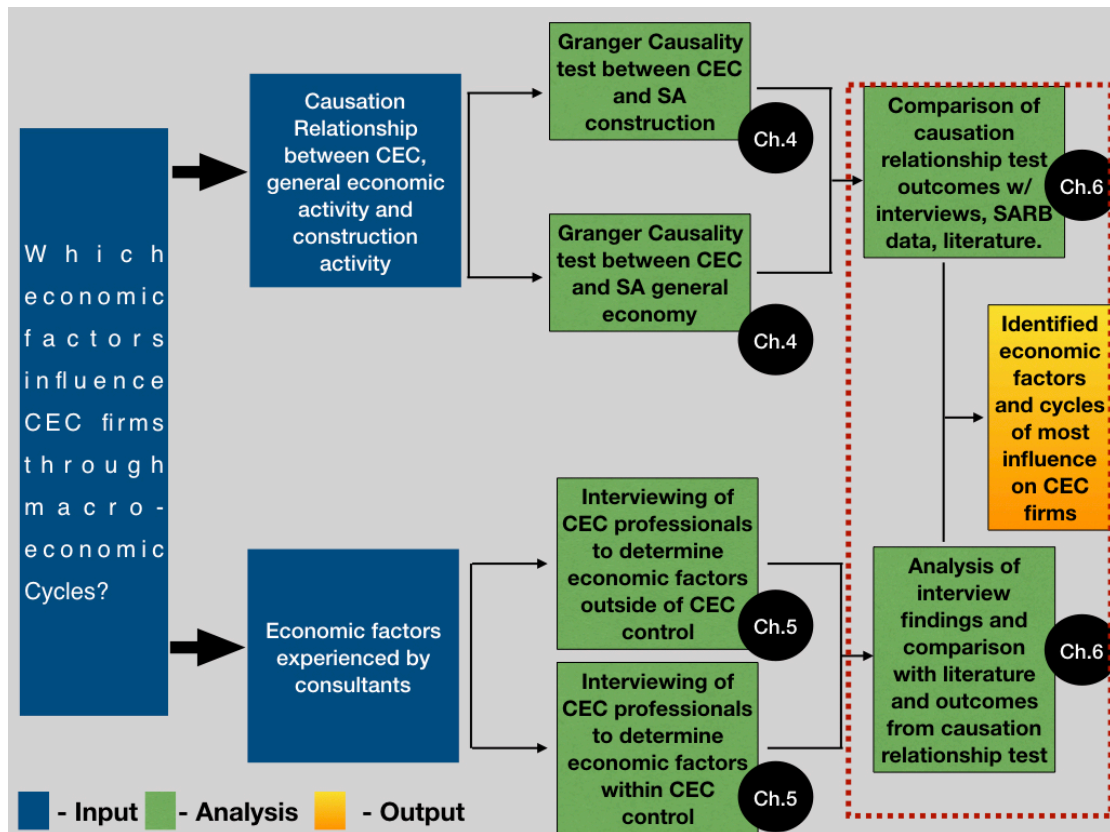 Which
economic
factors
influence
CEC firms
through
macro-
economic
Cycles?
Causation
Relationship
between CEC,
general economic
activity and
construction
activity
Granger Causality
test between CEC
and SA
construction
Ch.4
Granger Causality
test between CEC
and SA general
economy
Ch.4
Comparison of
causation
relationship test
outcomes w/
interviews, SARB
data, literature.
Ch.6
Identified
economic
factors
and cycles
of most
influence
on CEC
firms
Economic factors
experienced by
consultants
Interviewing of
CEC professionals
to determine
economic factors
outside of CEC
control
Ch.5
Interviewing of
CEC professionals
to determine
economic factors
within CEC
control
Ch.5
Analysis of
interview
findings and
comparison
with literature
and outcomes
from causation
relationship test
Ch.6
- Input - Analysis - Output